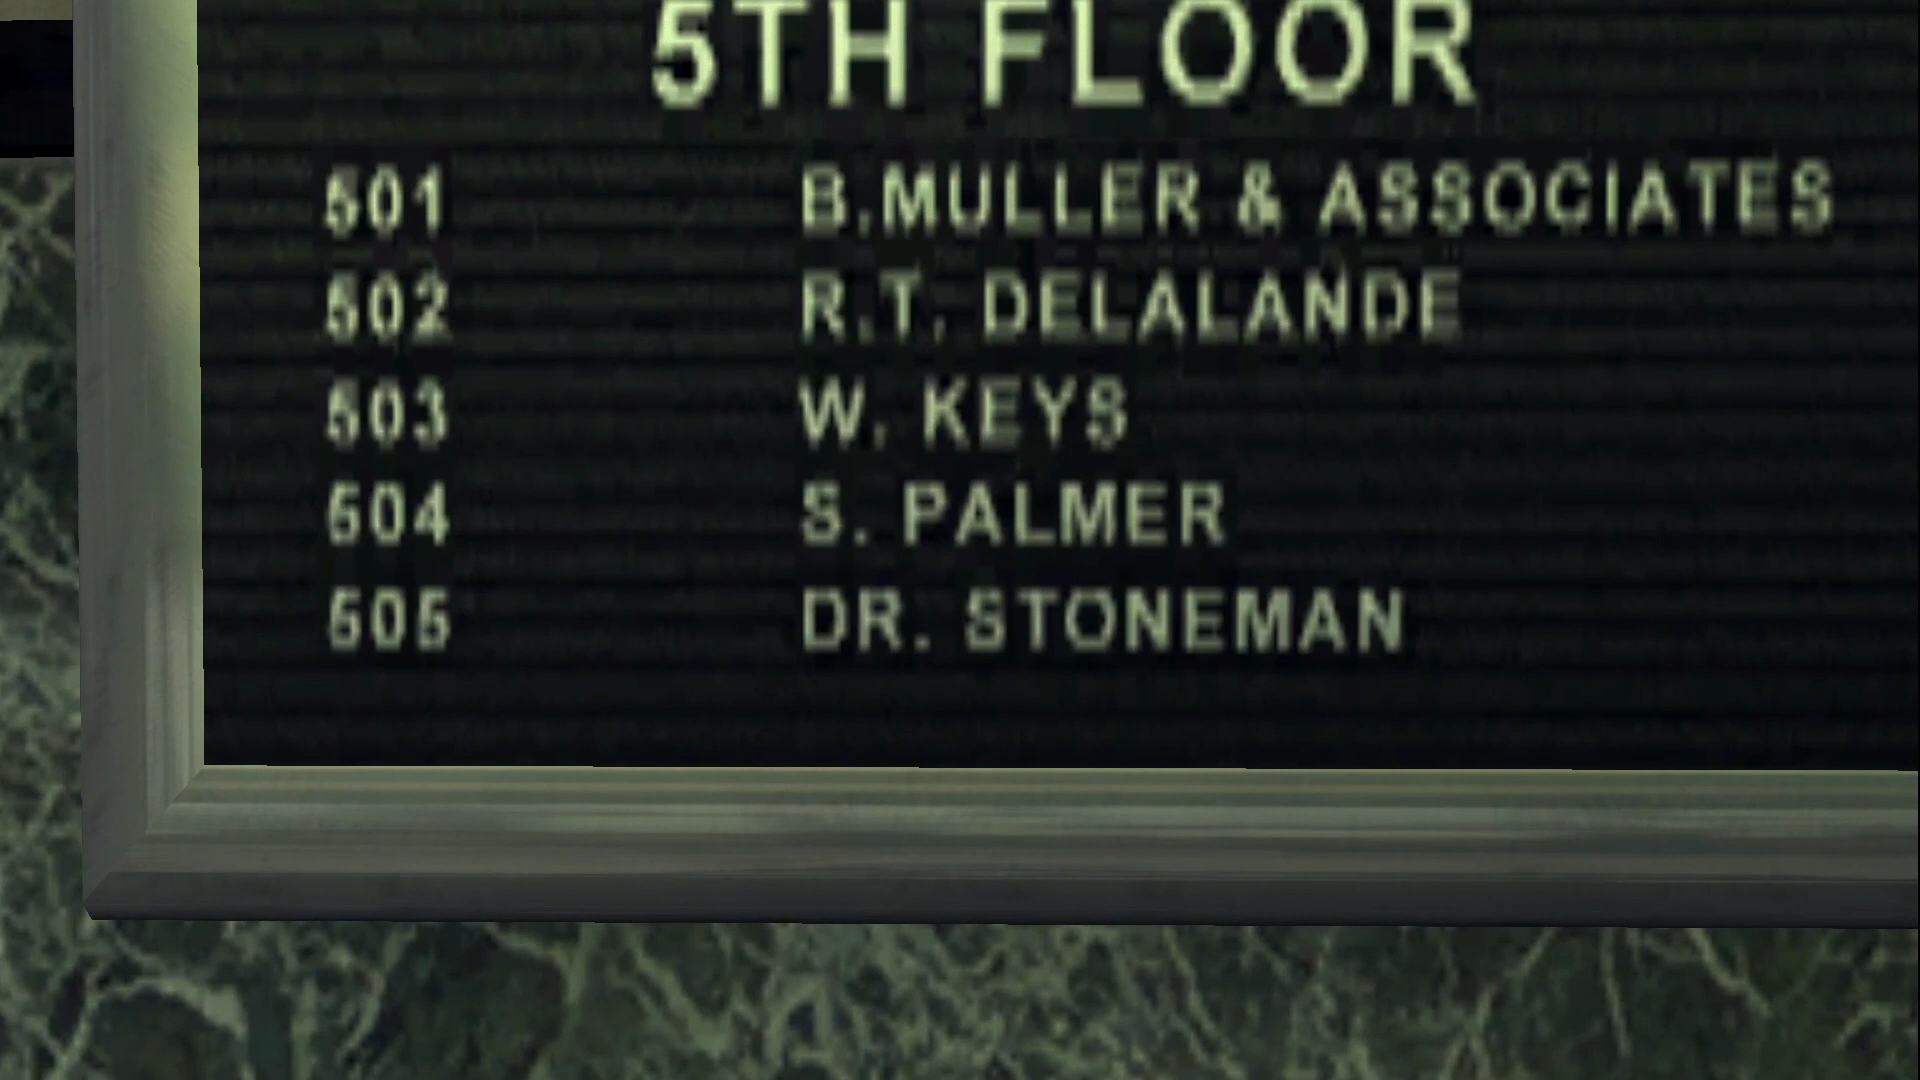 5TH FLOOR
501 B.MULLER & ASSOCIATES
502 R.T. DELALANDE
503 W. KEYS
504 S. PALMER
505 DR. STONEMAN